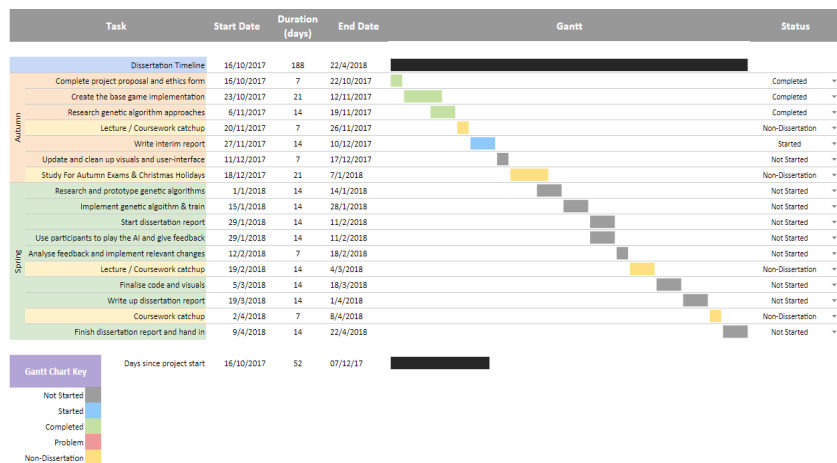 Task Start Date Duration (days) End Date Gantt Status
Dissertation Timeline 16/10/2017 188 22/4/2018
Autumn
Complete project proposal and ethics form 16/10/2017 7 22/10/2017 Completed
Create the base game implementation 23/10/2017 21 12/11/2017 Completed
Research genetic algorithm approaches 6/11/2017 14 19/11/2017 Completed
Lecture / Coursework catchup 20/11/2017 7 26/11/2017 Non-Dissertation
Write interim report 27/11/2017 14 10/12/2017 Started
Update and clean up visuals and user-interface 11/12/2017 7 17/12/2017 Not Started
Study For Autumn Exams & Christmas Holidays 18/12/2017 21 7/1/2018 Non-Dissertation
Spring
Research and prototype genetic algorithms 1/1/2018 14 14/1/2018 Not Started
Implement genetic algoithm & train 15/1/2018 14 28/1/2018 Not Started
Start dissertation report 29/1/2018 14 11/2/2018 Not Started
Use participants to play the AI and give feedback 29/1/2018 14 11/2/2018 Not Started
Analyse feedback and implement relevant changes 12/2/2018 7 18/2/2018 Not Started
Lecture / Coursework catchup 19/2/2018 14 4/3/2018 Non-Dissertation
Finalise code and visuals 5/3/2018 14 18/3/2018 Not Started
Write up dissertation report 19/3/2018 14 1/4/2018 Not Started
Coursework catchup 2/4/2018 7 8/4/2018 Non-Dissertation
Finish dissertation report and hand in 9/4/2018 14 22/4/2018 Not Started
Gantt Chart Key
Days since project start 16/10/2017 52 07/12/17
Not Started
Started
Completed
Problem
Non-Dissertation